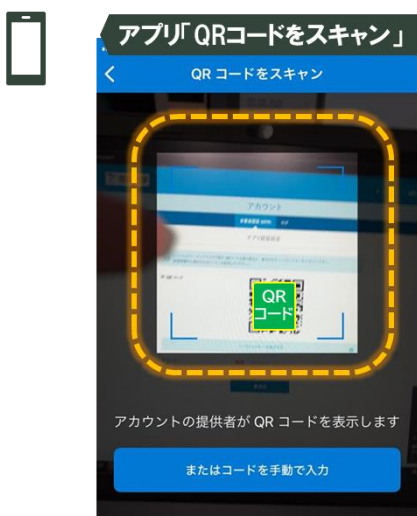 アプリ「QRコードをスキャン」
QR コードをスキャン
アカウント
QR
コード
アカウントの提供者が QR コードを表示します
またはコードを手動で入力